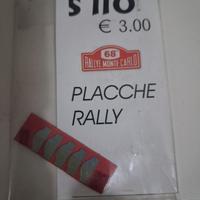 S 110
€ 3.00
68
RALLYE MONTE CARLO
PLACCHE
RALLY